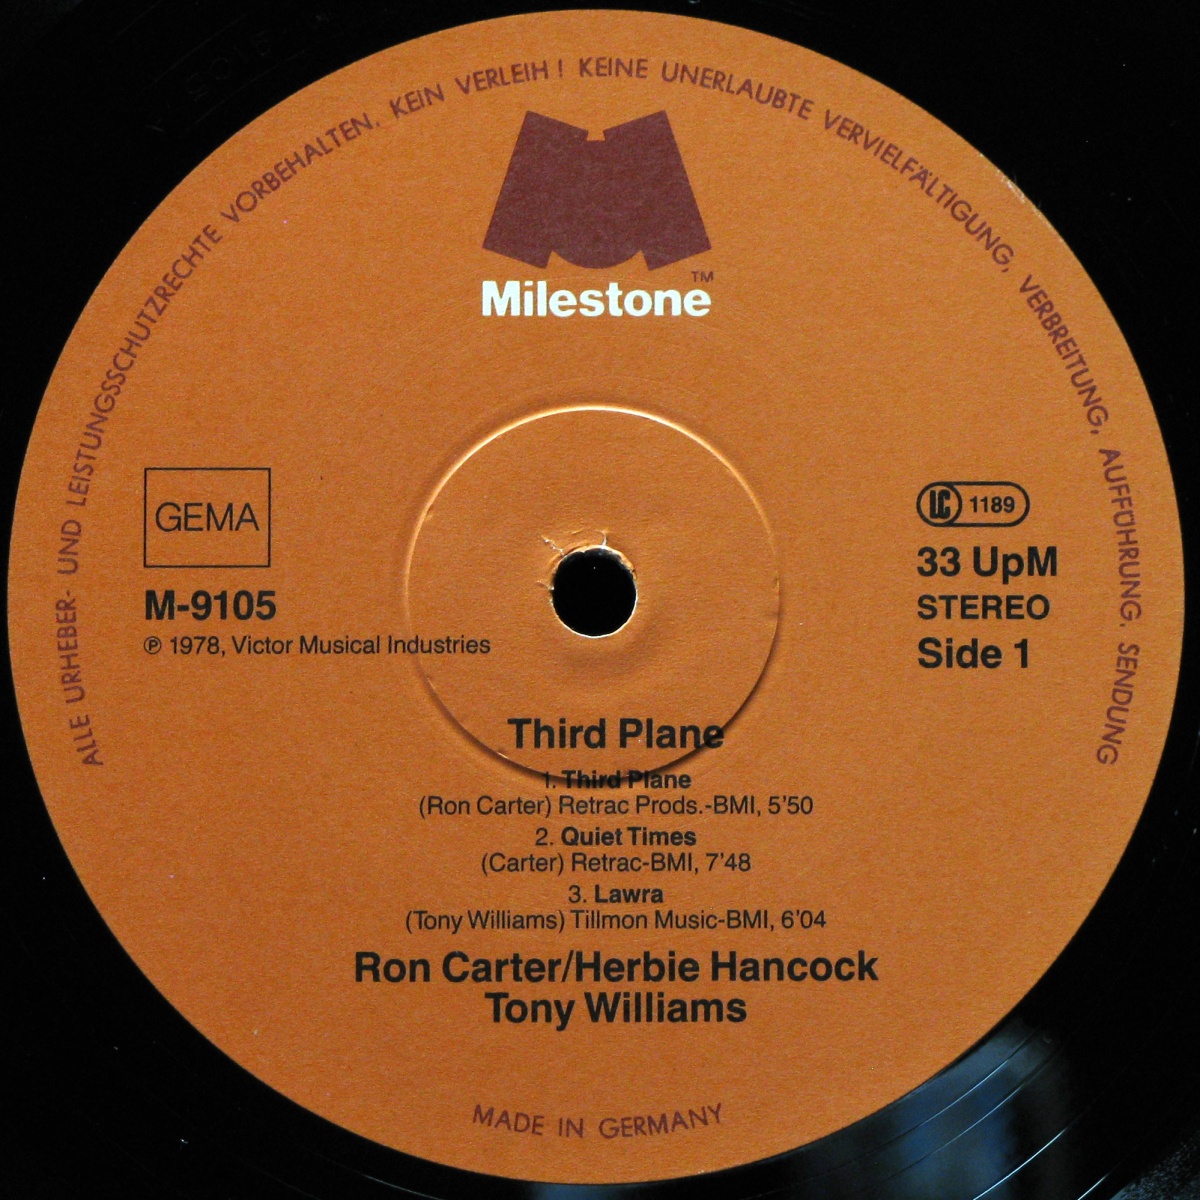 ALLE URHEBER- UND LEISTUNGSSCHUTZRECHTE VORBEHALTEN. KEIN VERLEIH! KEINE UNERLAUBTE VERVIELFÄLTIGUNG, VERBREITUNG, AUFFÜHRUNG, SENDUNG
TM
Milestone
GEMA
M-9105
℗ 1978, Victor Musical Industries
LC 1189
33 UpM
STEREO
Side 1
Third Plane
1. Third Plane
(Ron Carter) Retrac Prods.-BMI, 5'50
2. Quiet Times
(Carter) Retrac-BMI, 7'48
3. Lawra
(Tony Williams) Tillmon Music-BMI, 6'04
Ron Carter/Herbie Hancock
Tony Williams
MADE IN GERMANY